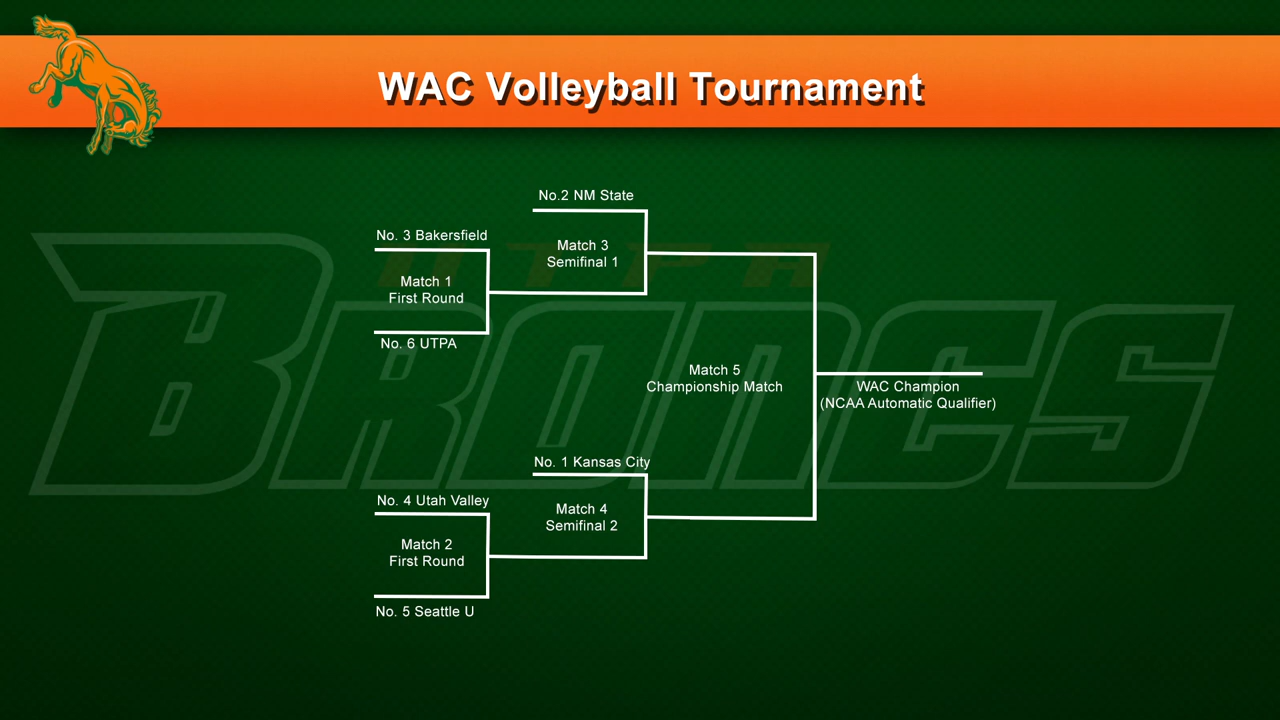 WAC Volleyball Tournament
No.2 NM State
No. 3 Bakersfield
Match 3
Semifinal 1
UTPA
Match 1
First Round
No. 6 UTPA
BRONCS
Match 5
Championship Match
WAC Champion
(NCAA Automatic Qualifier)
No. 1 Kansas City
No. 4 Utah Valley
Match 4
Semifinal 2
Match 2
First Round
No. 5 Seattle U